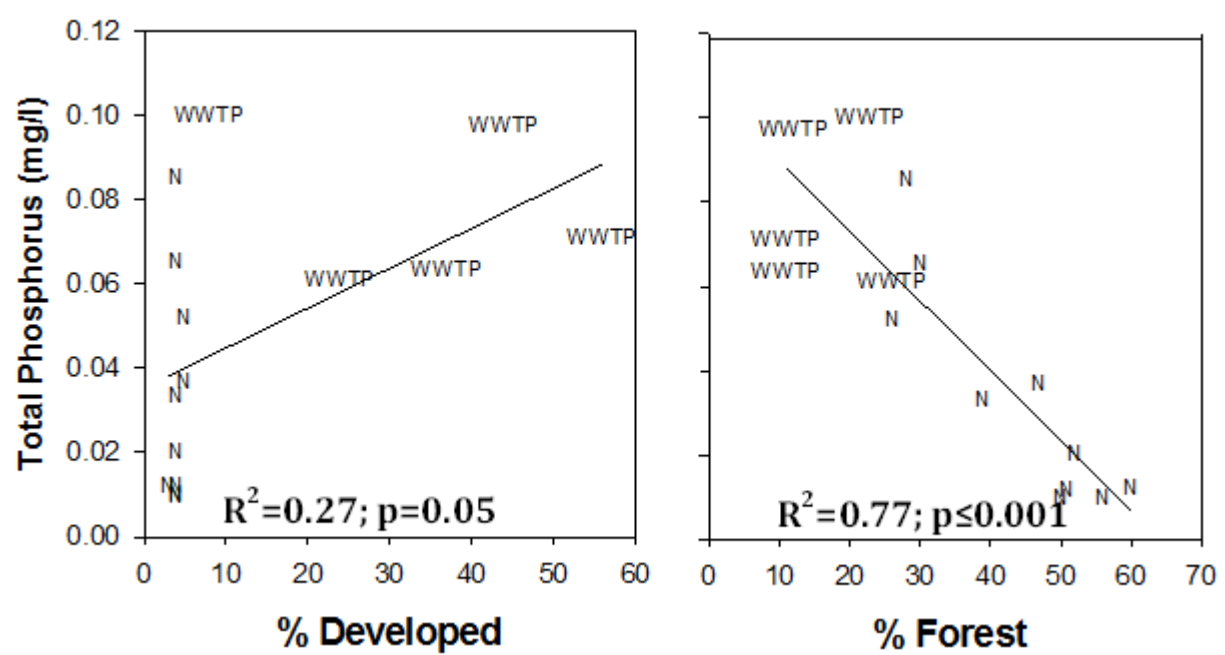 0.12
0.10
0.08
0.06
0.04
0.02
0.00
Total Phosphorus (mg/l)
WWTP
WWTP
N
WWTP
N
WWTP
WWTP
N
N
N
N
N
N
N
N
R²=0.27; p=0.05
0 10 20 30 40 50 60
% Developed
WWTP
WWTP
N
WWTP
N
WWTP
WWTP
N
N
N
N
N
N
N
N
R²=0.77; p≤0.001
0 10 20 30 40 50 60 70
% Forest